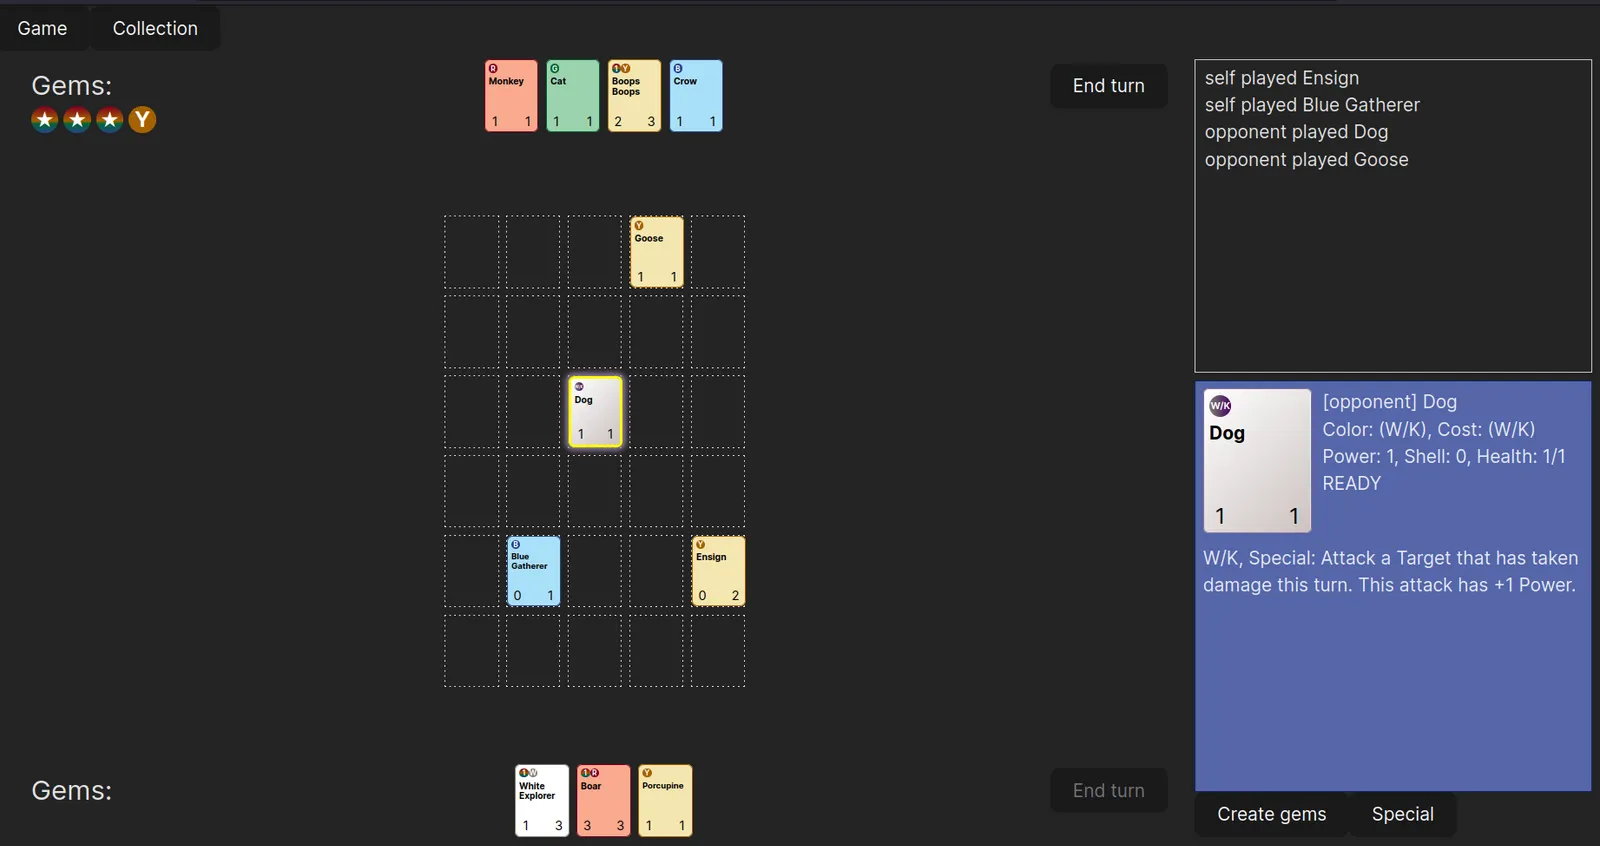 Game
Collection
Gems:
Y
R
Monkey
1 1
G
Cat
1 1
1 Y
Boops
Boops
2 3
B
Crow
1 1
End turn
self played Ensign
self played Blue Gatherer
opponent played Dog
opponent played Goose
Y
Goose
1 1
W/K
Dog
1 1
B
Blue
Gatherer
0 1
Y
Ensign
0 2
W/K
Dog
1 1
[opponent] Dog
Color: (W/K), Cost: (W/K)
Power: 1, Shell: 0, Health: 1/1
READY
W/K, Special: Attack a Target that has taken
damage this turn. This attack has +1 Power.
Gems:
1 W
White
Explorer
1 3
1 R
Boar
3 3
Y
Porcupine
1 1
End turn
Create gems
Special